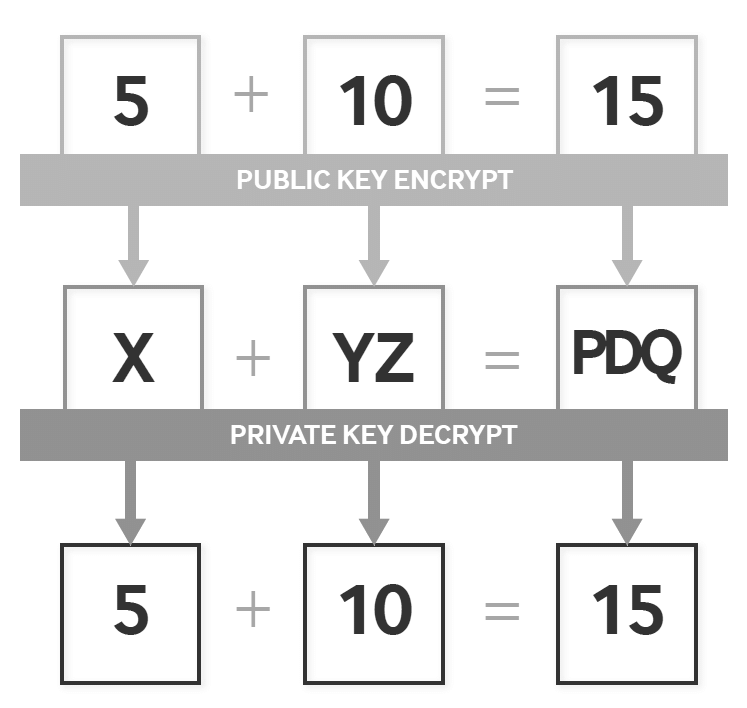 5 + 10 = 15
PUBLIC KEY ENCRYPT
X + YZ = PDQ
PRIVATE KEY DECRYPT
5 + 10 = 15